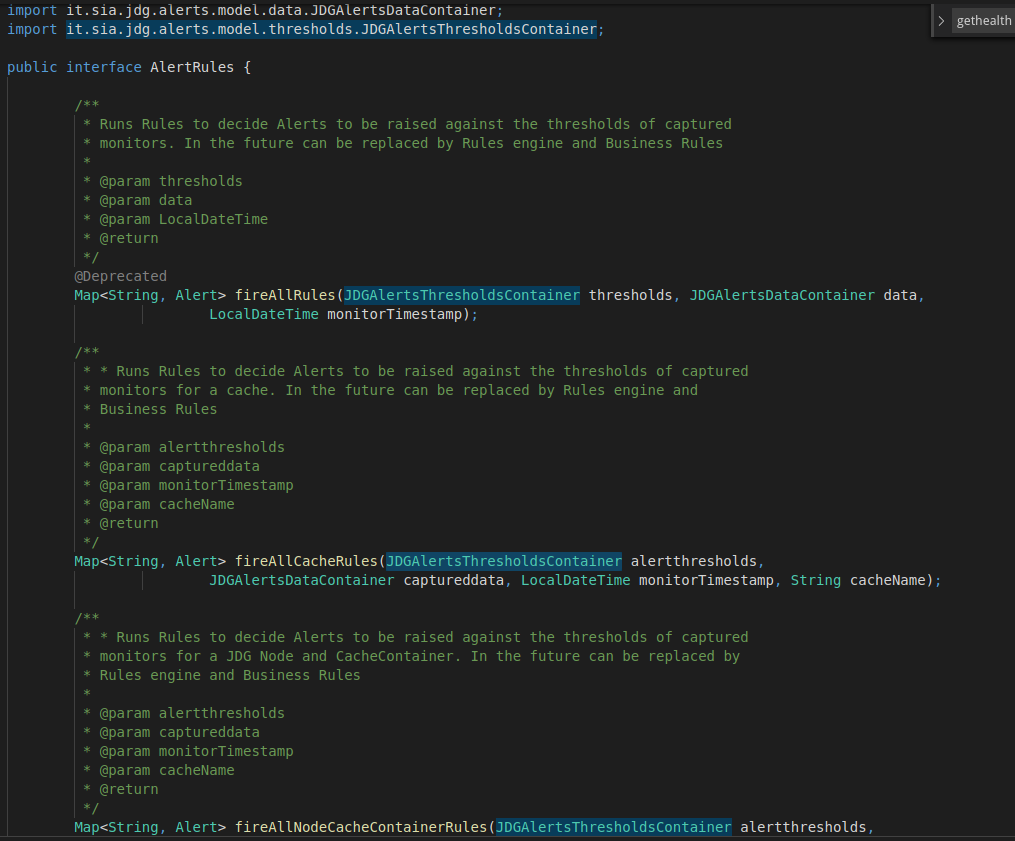 import it.sia.jdg.alerts.model.data.JDGAlertsDataContainer;
import it.sia.jdg.alerts.model.thresholds.JDGAlertsThresholdsContainer;
gethealth
public interface AlertRules {
/**
* Runs Rules to decide Alerts to be raised against the thresholds of captured
* monitors. In the future can be replaced by Rules engine and Business Rules
*
* @param thresholds
* @param data
* @param LocalDateTime
* @return
*/
@Deprecated
Map<String, Alert> fireAllRules(JDGAlertsThresholdsContainer thresholds, JDGAlertsDataContainer data,
LocalDateTime monitorTimestamp);
/**
* * Runs Rules to decide Alerts to be raised against the thresholds of captured
* monitors for a cache. In the future can be replaced by Rules engine and
* Business Rules
*
* @param alertthresholds
* @param captureddata
* @param monitorTimestamp
* @param cacheName
* @return
*/
Map<String, Alert> fireAllCacheRules(JDGAlertsThresholdsContainer alertthresholds,
JDGAlertsDataContainer captureddata, LocalDateTime monitorTimestamp, String cacheName);
/**
* * Runs Rules to decide Alerts to be raised against the thresholds of captured
* monitors for a JDG Node and CacheContainer. In the future can be replaced by
* Rules engine and Business Rules
*
* @param alertthresholds
* @param captureddata
* @param monitorTimestamp
* @param cacheName
* @return
*/
Map<String, Alert> fireAllNodeCacheContainerRules(JDGAlertsThresholdsContainer alertthresholds,